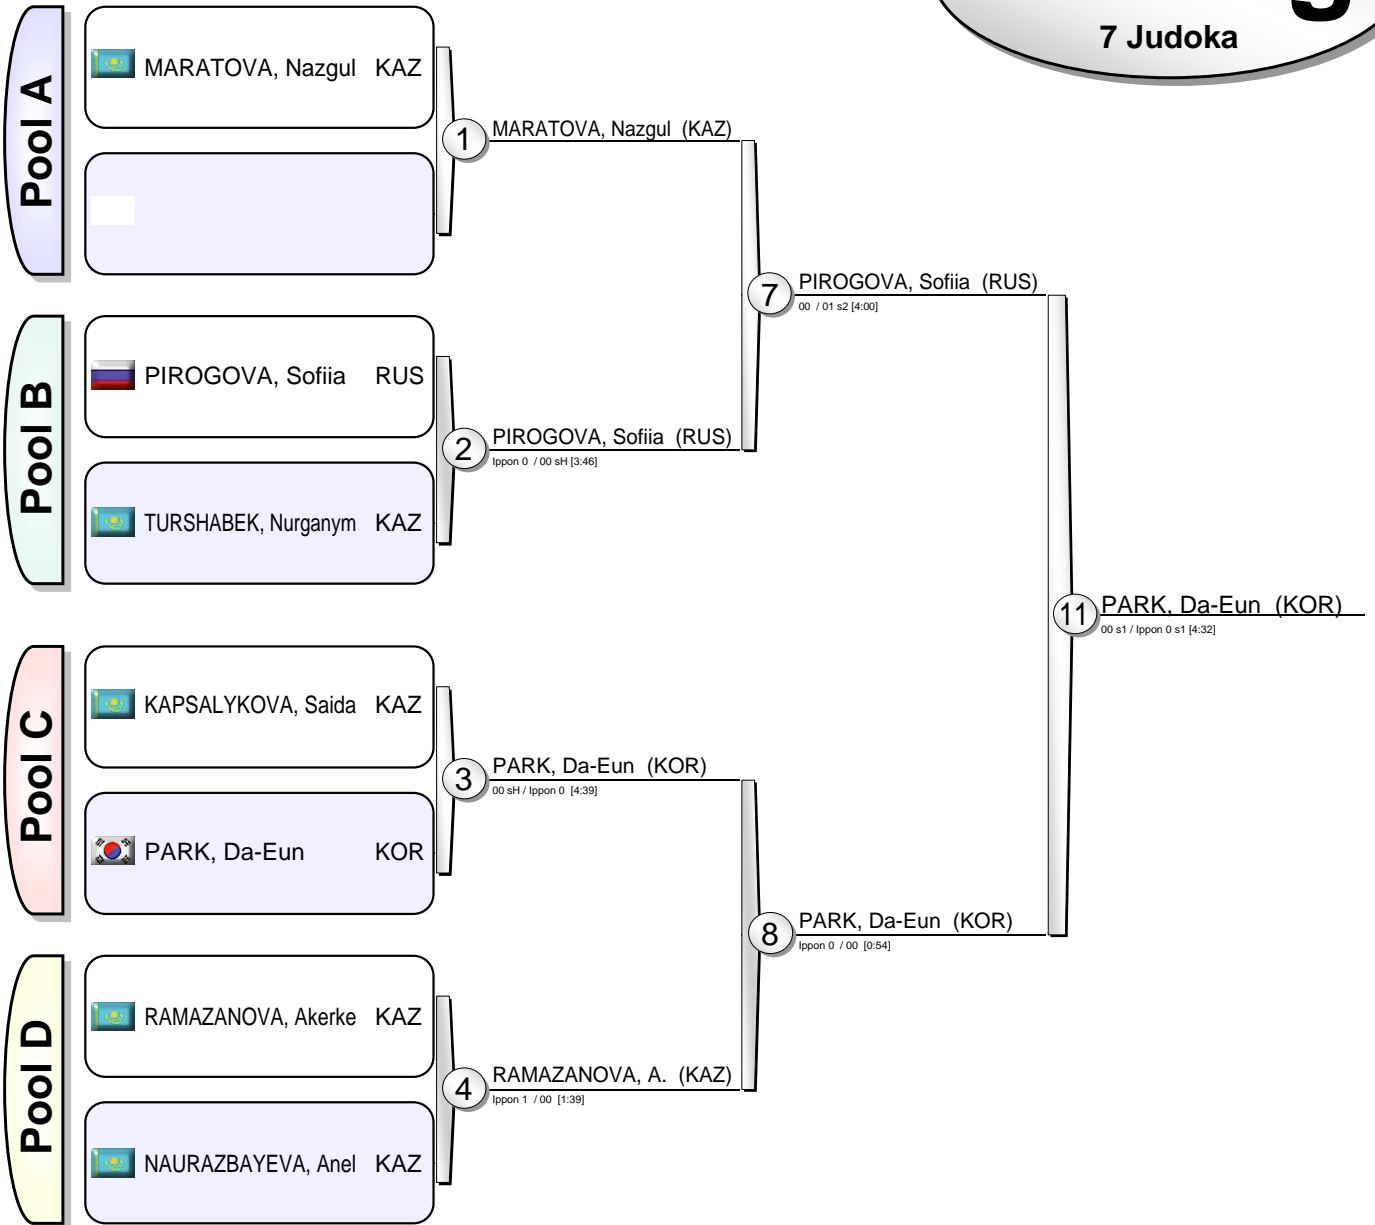 7 Judoka
Pool A
MARATOVA, Nazgul KAZ
1
MARATOVA, Nazgul (KAZ)
7
PIROGOVA, Sofiia (RUS)
00 / 01 s2 [4:00]
Pool B
PIROGOVA, Sofiia RUS
2
PIROGOVA, Sofiia (RUS)
Ippon 0 / 00 sH [3:46]
TURSHABEK, Nurganym KAZ
11
PARK, Da-Eun (KOR)
00 s1 / Ippon 0 s1 [4:32]
Pool C
KAPSALYKOVA, Saida KAZ
3
PARK, Da-Eun (KOR)
00 sH / Ippon 0 [4:39]
PARK, Da-Eun KOR
8
PARK, Da-Eun (KOR)
Ippon 0 / 00 [0:54]
Pool D
RAMAZANOVA, Akerke KAZ
4
RAMAZANOVA, A. (KAZ)
Ippon 1 / 00 [1:39]
NAURAZBAYEVA, Anel KAZ